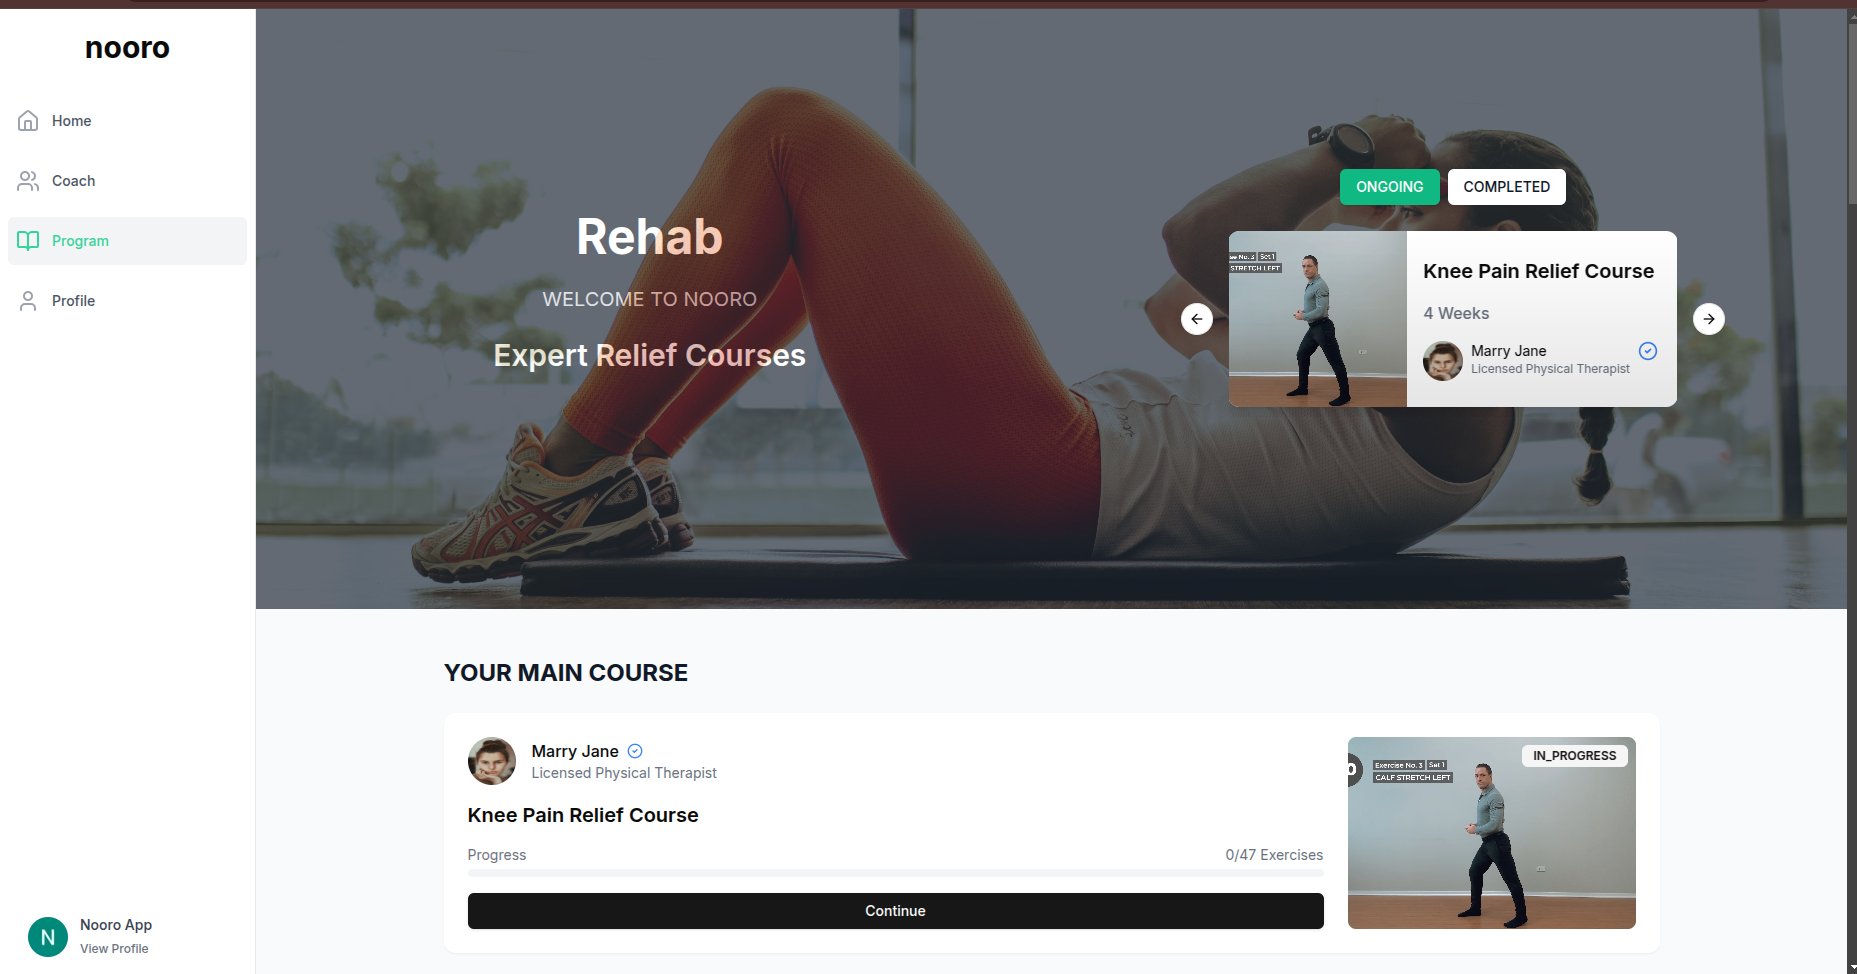 nooro
Home
Coach
Program
Profile
N
Nooro App
View Profile
Rehab
WELCOME TO NOORO
Expert Relief Courses
ONGOING
COMPLETED
No. 3 | Set 1
STRETCH LEFT
Knee Pain Relief Course
4 Weeks
Marry Jane
Licensed Physical Therapist
YOUR MAIN COURSE
Marry Jane
Licensed Physical Therapist
Knee Pain Relief Course
Progress
0/47 Exercises
Continue
IN_PROGRESS
0
Exercise No. 3 | Set 1
CALF STRETCH LEFT